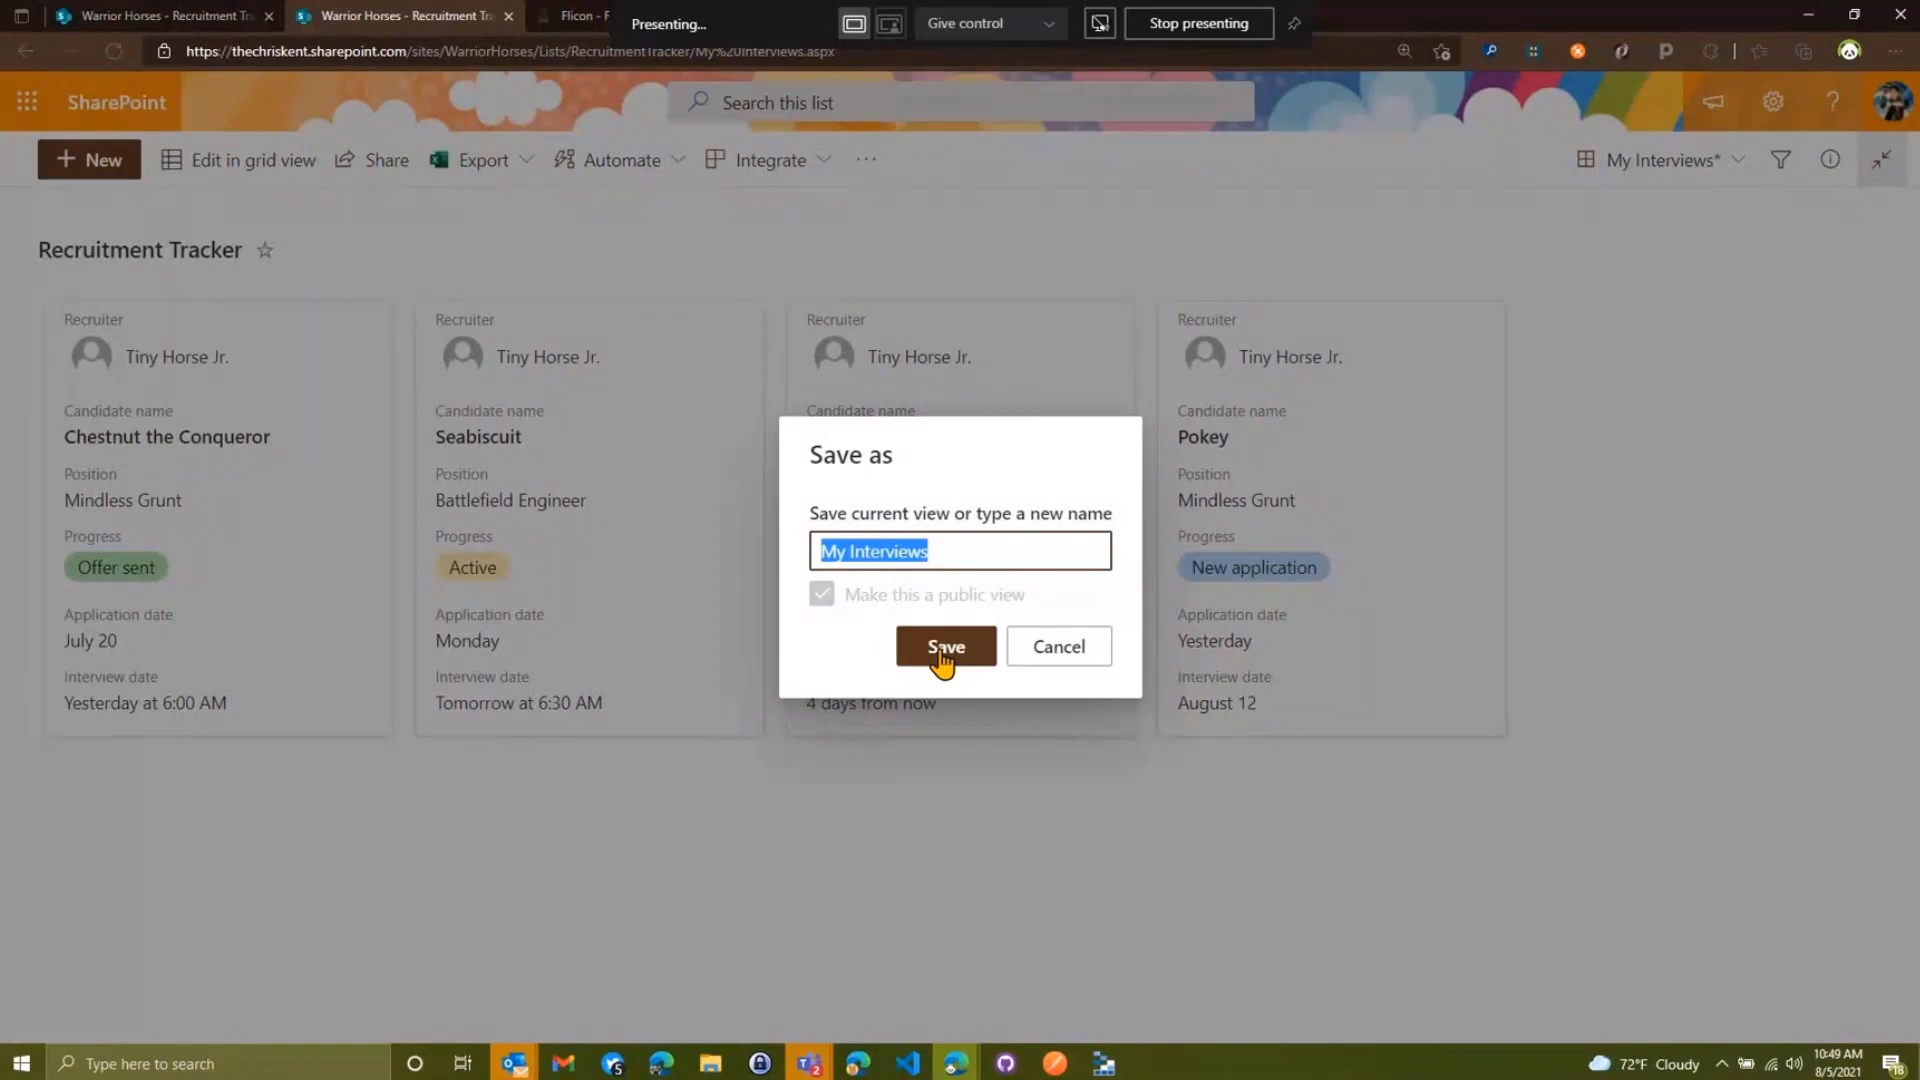 Warrior Horses - Recruitment Tr
Warrior Horses - Recruitment Tra
Flicon - F
Presenting...
Give control
Stop presenting
https://thechriskent.sharepoint.com/sites/WarriorHorses/Lists/RecruitmentTracker/My%20Interviews.aspx
SharePoint
Search this list
New
Edit in grid view
Share
Export
Automate
Integrate
My Interviews*
Recruitment Tracker
Recruiter
Tiny Horse Jr.
Candidate name
Chestnut the Conqueror
Position
Mindless Grunt
Progress
Offer sent
Application date
July 20
Interview date
Yesterday at 6:00 AM
Recruiter
Tiny Horse Jr.
Candidate name
Seabiscuit
Position
Battlefield Engineer
Progress
Active
Application date
Monday
Interview date
Tomorrow at 6:30 AM
Recruiter
Tiny Horse Jr.
Candidate name
4 days from now
Recruiter
Tiny Horse Jr.
Candidate name
Pokey
Position
Mindless Grunt
Progress
New application
Application date
Yesterday
Interview date
August 12
Save as
Save current view or type a new name
My Interviews
Make this a public view
Save
Cancel
Type here to search
72°F Cloudy
10:49 AM
8/5/2021
18